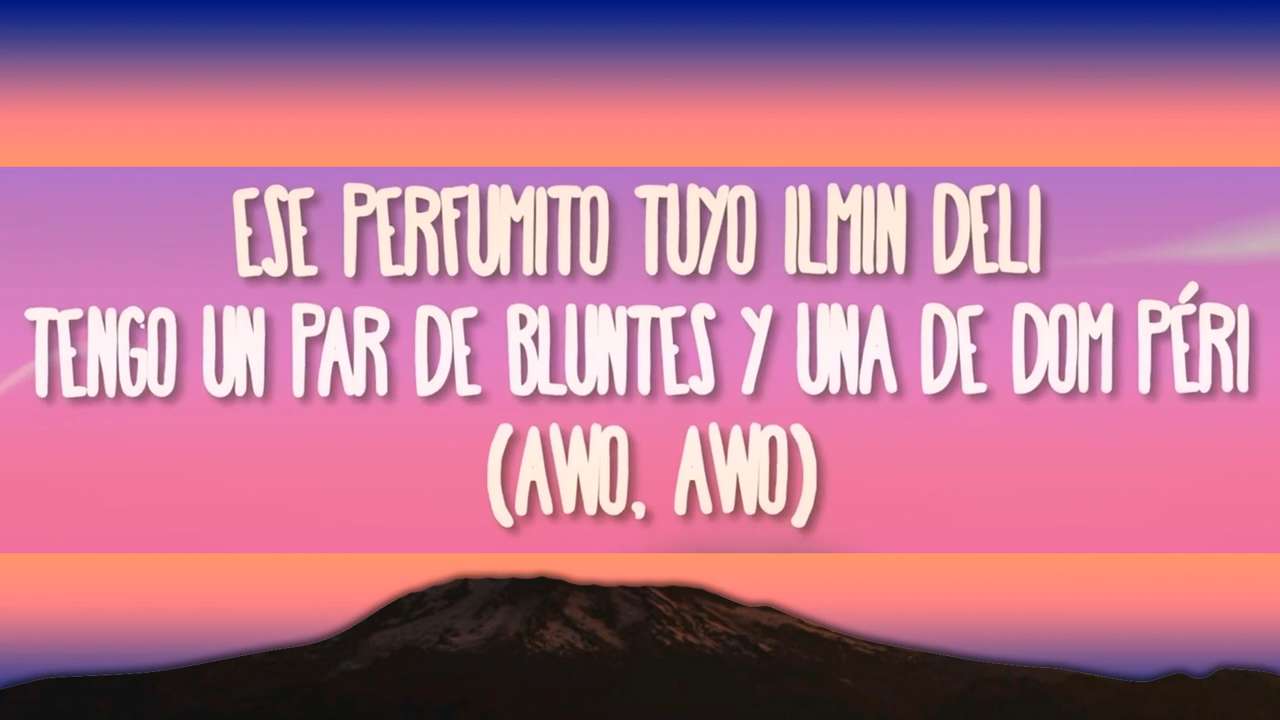 ESE PERFUMITO TUYO ILMIN DELI
TENGO UN PAR DE BLUNTES Y UNA DE DOM PÉRI
(AWO, AWO)